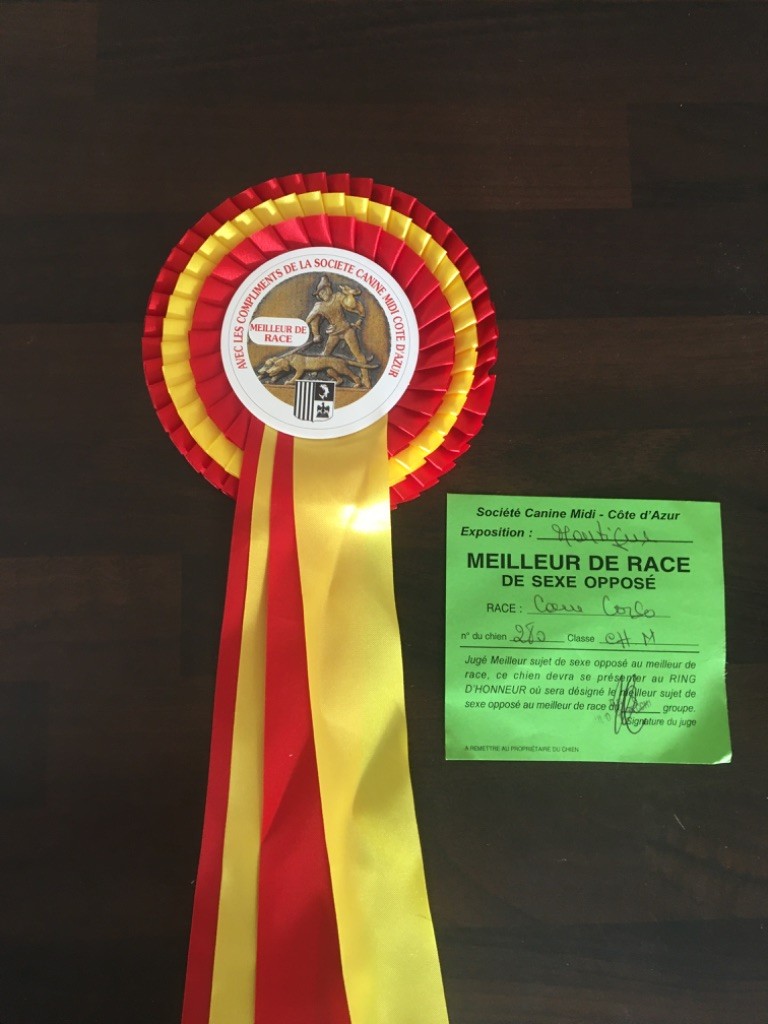 AVEC LES COMPLIMENTS DE LA SOCIETE CANINE MIDI COTE D'AZUR
MEILLEUR DE
RACE
Société Canine Midi - Côte d'Azur
Exposition : Martigues
MEILLEUR DE RACE
DE SEXE OPPOSÉ
RACE : Cane Corso
n° du chien 280 Classe CH M
Jugé Meilleur sujet de sexe opposé au meilleur de
race, ce chien devra se présenter au RING
D'HONNEUR où sera désigné le meilleur sujet de
sexe opposé au meilleur de race du groupe.
Signature du juge
A REMETTRE AU PROPRIÉTAIRE DU CHIEN